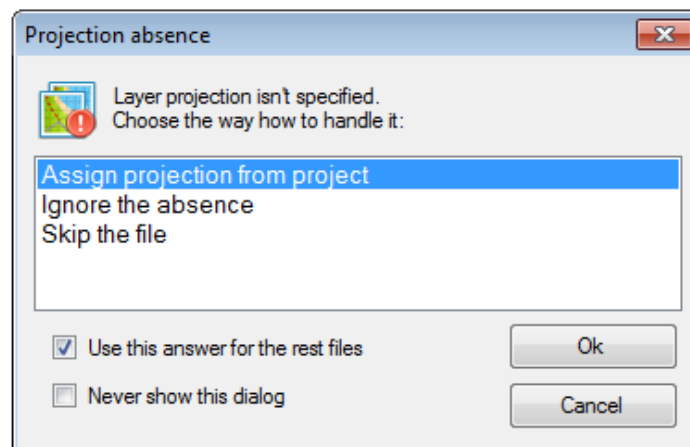 Projection absence
Layer projection isn't specified.
Choose the way how to handle it:
Assign projection from project
Ignore the absence
Skip the file
Use this answer for the rest files
Ok
Never show this dialog
Cancel